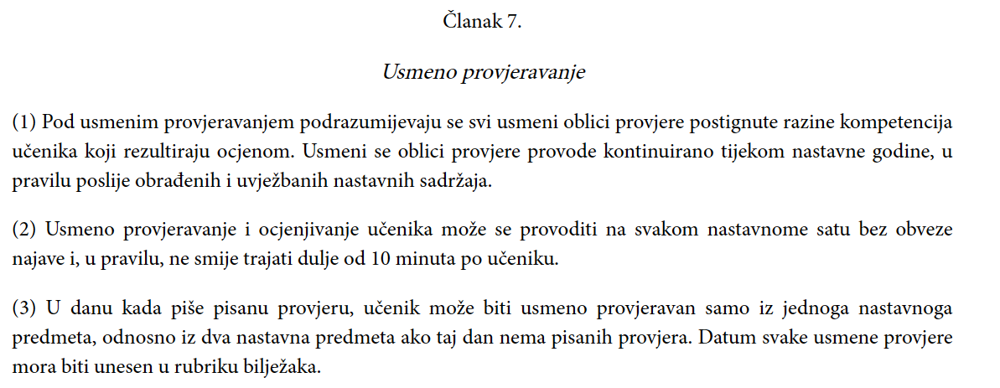 Članak 7.
Usmeno provjeravanje
(1) Pod usmenim provjeravanjem podrazumijevaju se svi usmeni oblici provjere postignute razine kompetencija
učenika koji rezultiraju ocjenom. Usmeni se oblici provjere provode kontinuirano tijekom nastavne godine, u
pravilu poslije obrađenih i uvježbanih nastavnih sadržaja.
(2) Usmeno provjeravanje i ocjenjivanje učenika može se provoditi na svakom nastavnome satu bez obveze
najave i, u pravilu, ne smije trajati dulje od 10 minuta po učeniku.
(3) U danu kada piše pisanu provjeru, učenik može biti usmeno provjeravan samo iz jednoga nastavnoga
predmeta, odnosno iz dva nastavna predmeta ako taj dan nema pisanih provjera. Datum svake usmene provjere
mora biti unesen u rubriku bilježaka.